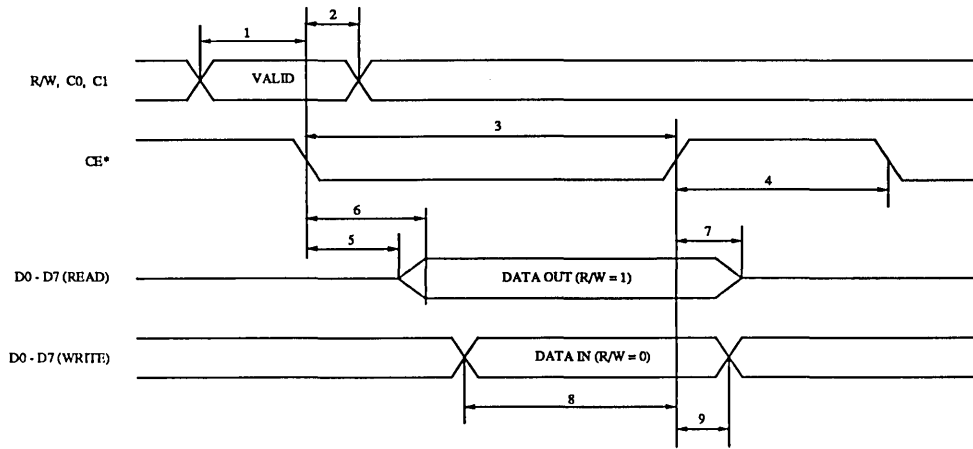 1
2
R/W, C0, C1
VALID
3
CE*
4
6
5
7
D0 - D7 (READ)
DATA OUT (R/W = 1)
D0 - D7 (WRITE)
DATA IN (R/W = 0)
8
9